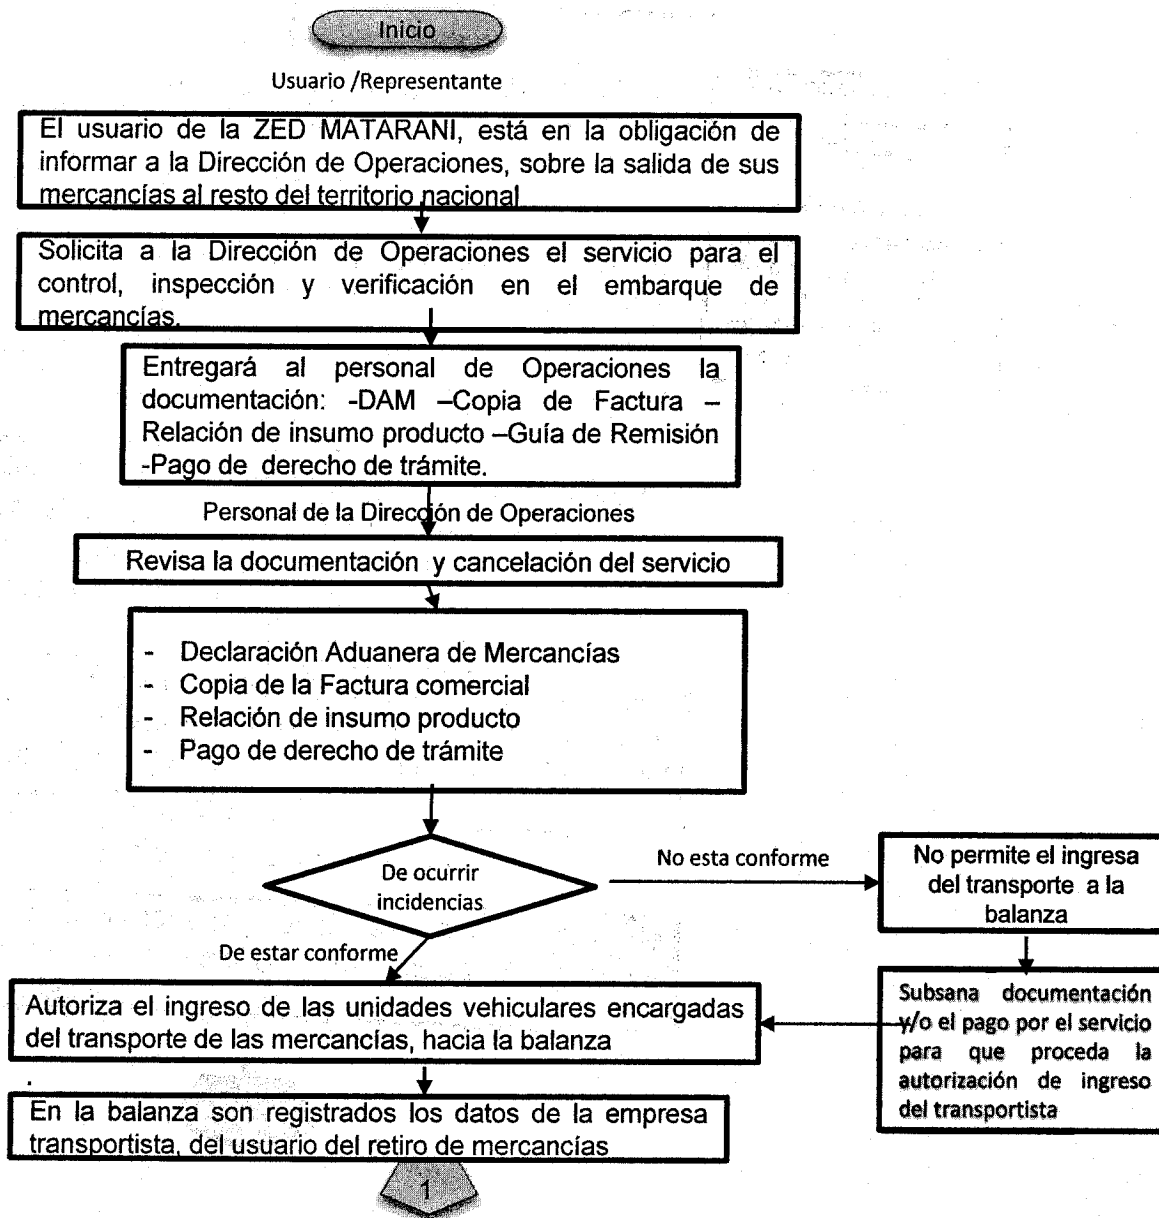 Inicio
Usuario /Representante
El usuario de la ZED MATARANI, está en la obligación de
informar a la Dirección de Operaciones, sobre la salida de sus
mercancías al resto del territorio nacional
Solicita a la Dirección de Operaciones el servicio para el
control, inspección y verificación en el embarque de
mercancías.
Entregará al personal de Operaciones la
documentación: -DAM –Copia de Factura –
Relación de insumo producto –Guía de Remisión
-Pago de derecho de trámite.
Personal de la Dirección de Operaciones
Revisa la documentación y cancelación del servicio
- Declaración Aduanera de Mercancías
- Copia de la Factura comercial
- Relación de insumo producto
- Pago de derecho de trámite
De ocurrir
incidencias
No esta conforme
No permite el ingresa
del transporte a la
balanza
De estar conforme
Subsana documentación
y/o el pago por el servicio
para que proceda la
autorización de ingreso
del transportista
Autoriza el ingreso de las unidades vehiculares encargadas
del transporte de las mercancías, hacia la balanza
En la balanza son registrados los datos de la empresa
transportista, del usuario del retiro de mercancías
1